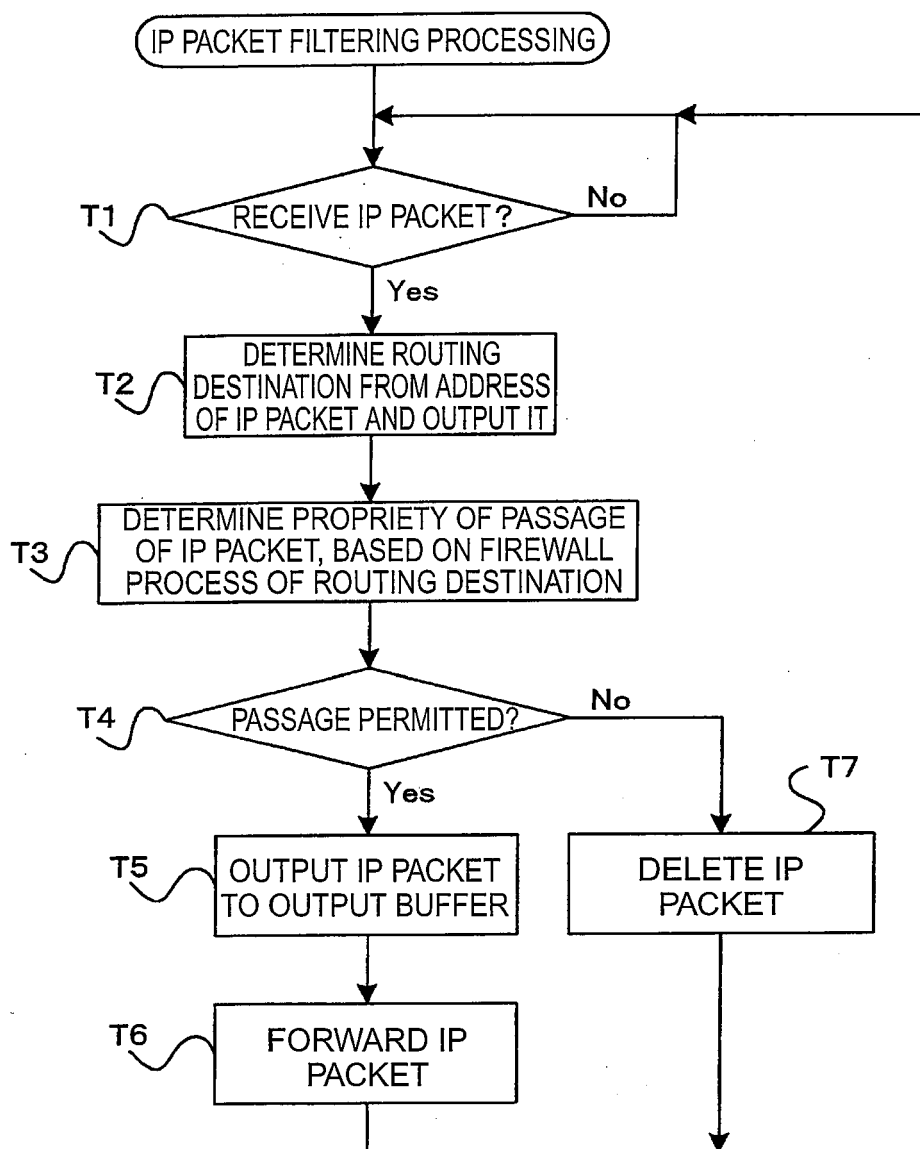 IP PACKET FILTERING PROCESSING
T1
RECEIVE IP PACKET?
No
Yes
T2
DETERMINE ROUTING
DESTINATION FROM ADDRESS
OF IP PACKET AND OUTPUT IT
T3
DETERMINE PROPRIETY OF PASSAGE
OF IP PACKET, BASED ON FIREWALL
PROCESS OF ROUTING DESTINATION
T4
PASSAGE PERMITTED?
No
Yes
T5
OUTPUT IP PACKET
TO OUTPUT BUFFER
T7
DELETE IP
PACKET
T6
FORWARD IP
PACKET